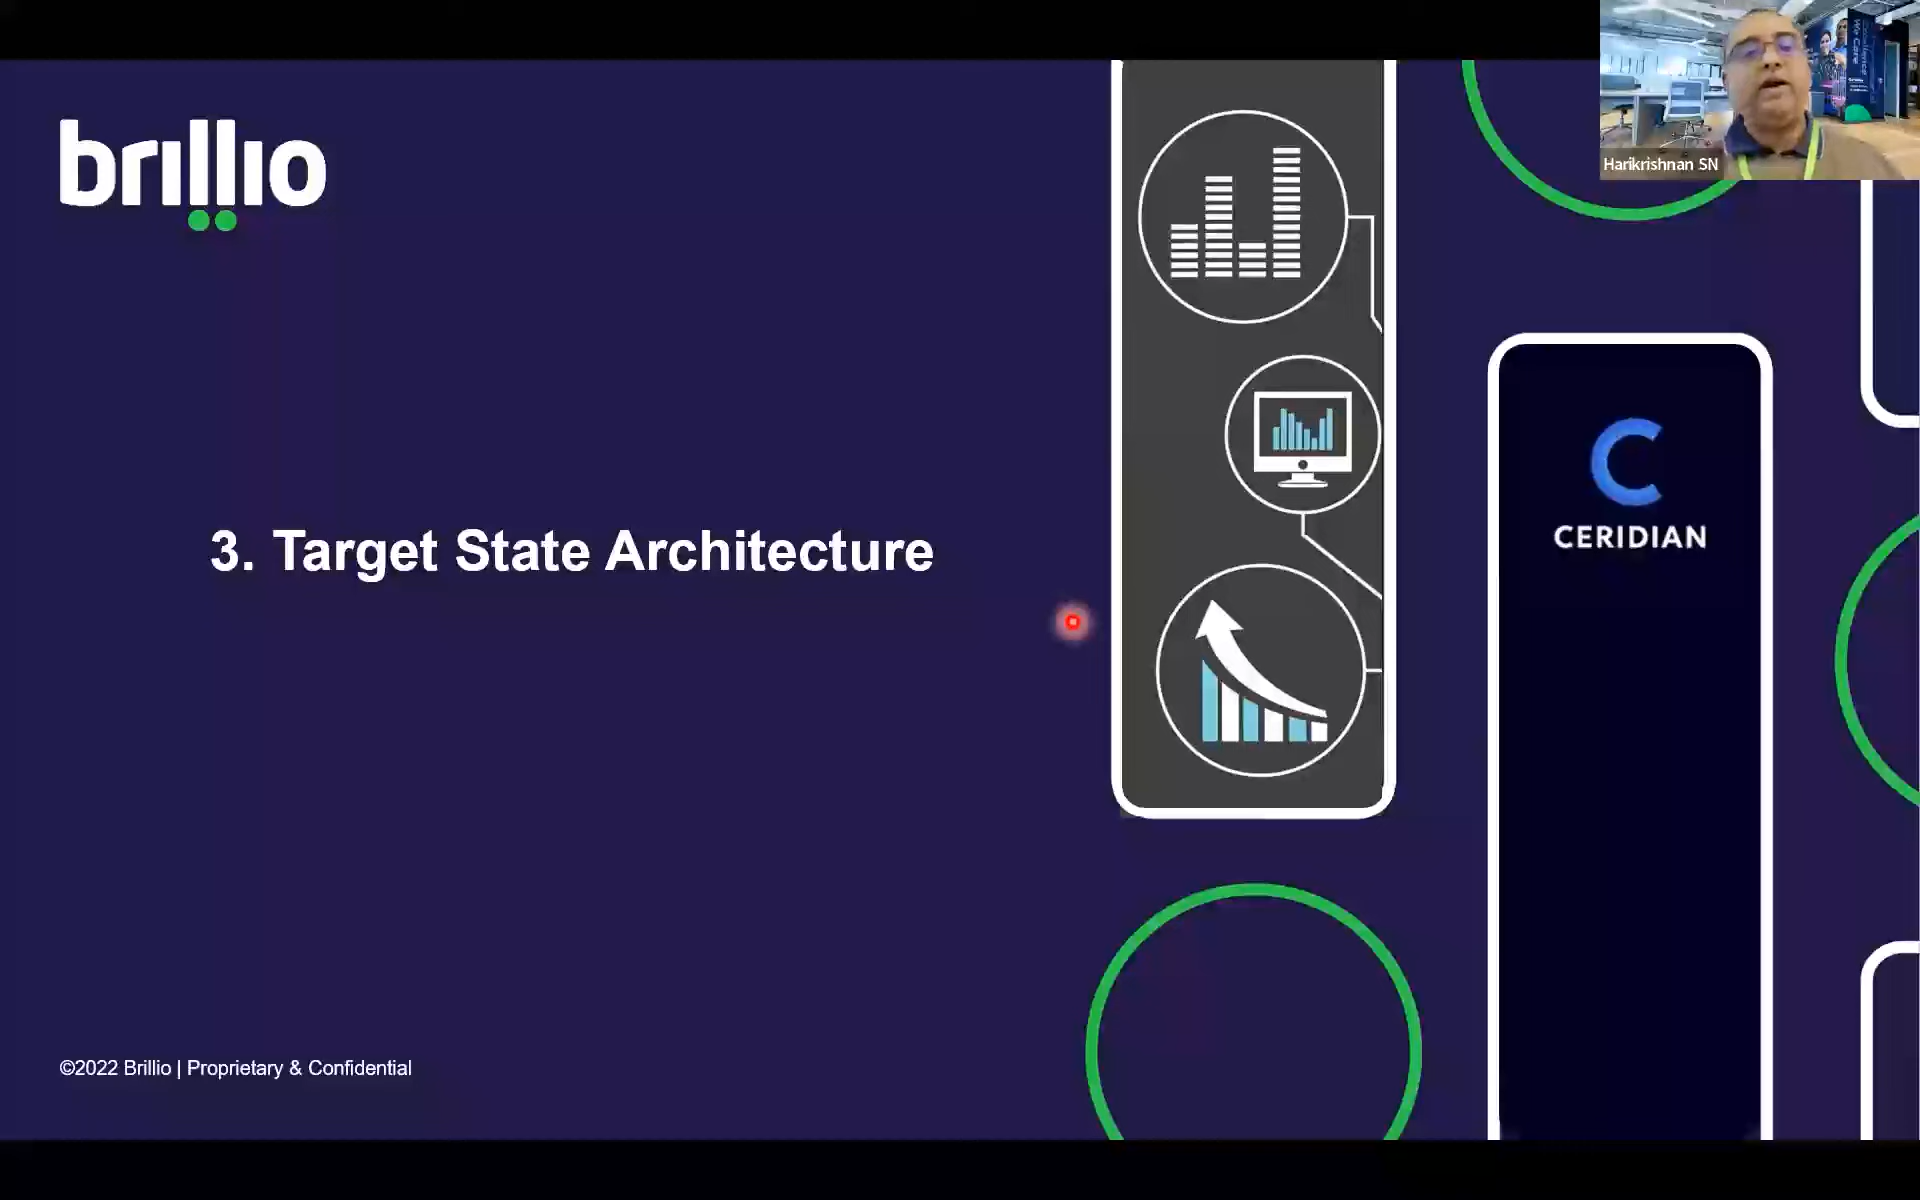 brillio
Harikrishnan SN
3. Target State Architecture
C
CERIDIAN
©2022 Brillio | Proprietary & Confidential